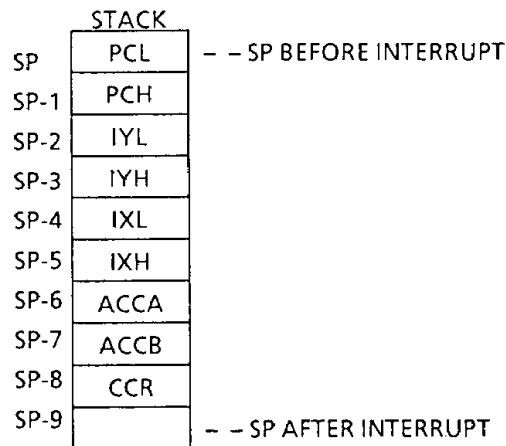 STACK
SP PCL – – SP BEFORE INTERRUPT
SP-1 PCH
SP-2 IYL
SP-3 IYH
SP-4 IXL
SP-5 IXH
SP-6 ACCA
SP-7 ACCB
SP-8 CCR
SP-9 – – SP AFTER INTERRUPT